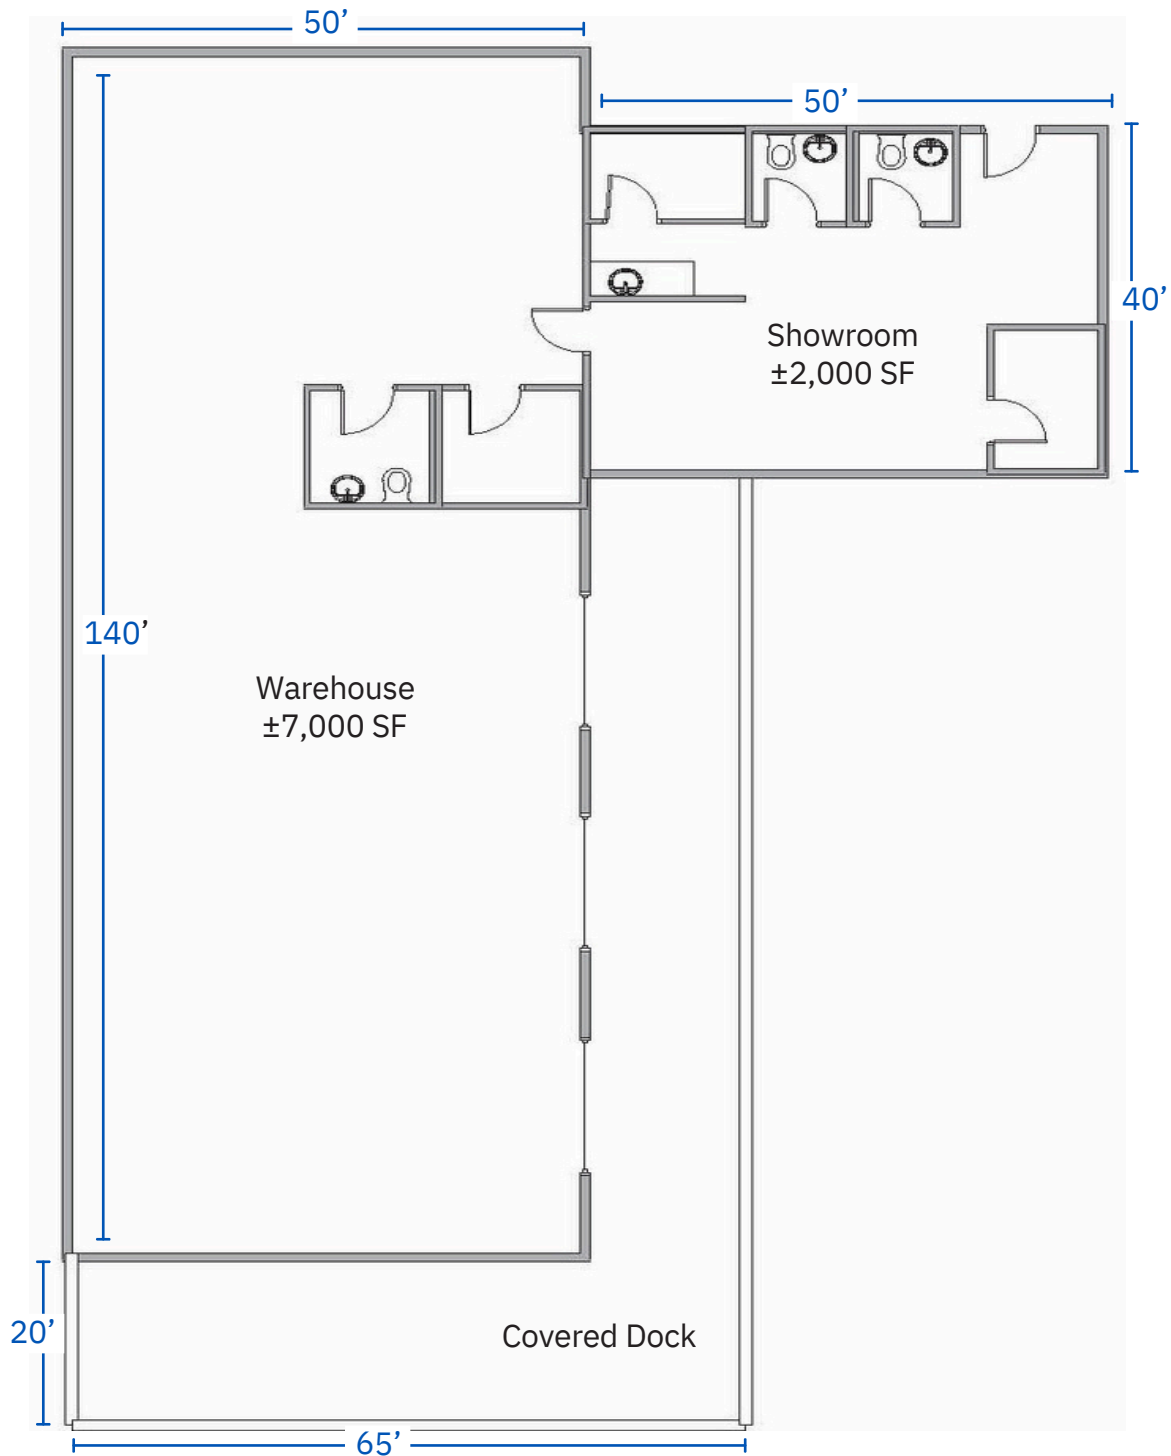 50’
50’
40’
Showroom
±2,000 SF
140’
Warehouse
±7,000 SF
20’
Covered Dock
65’